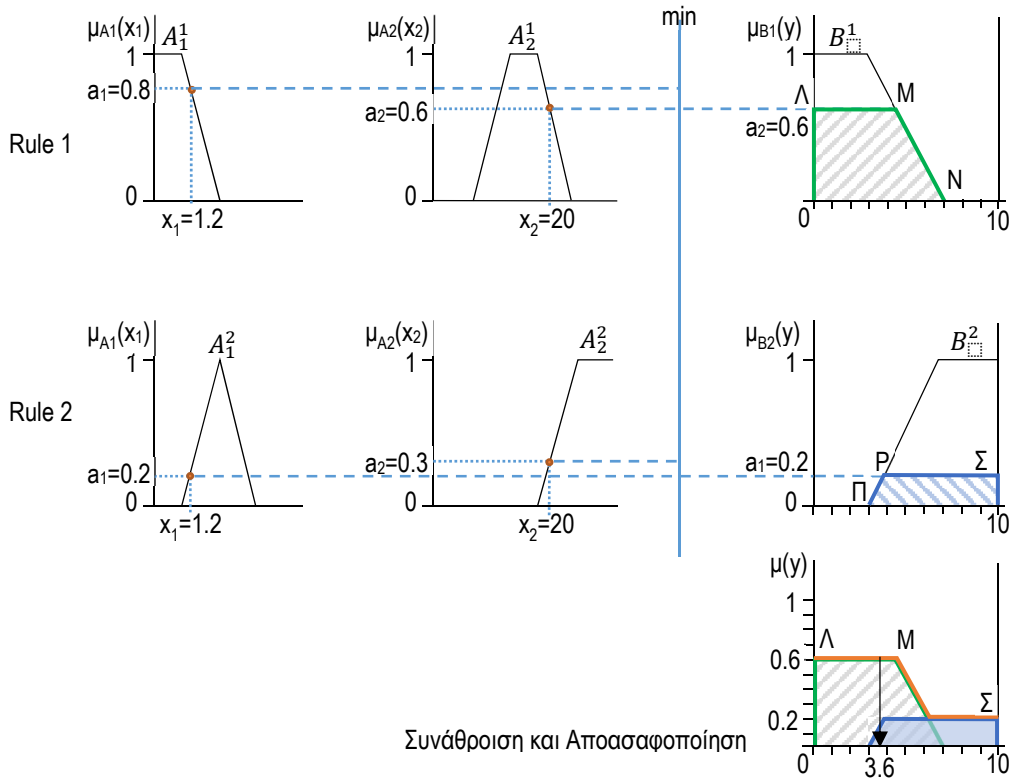 min
μA1(x1) A₁¹
1
a1=0.8
0
x1=1.2
μA2(x2) A₂¹
1
a2=0.6
0
x2=20
μB1(y) B¹
1
Λ M
a2=0.6
N
0 10
Rule 1
μA1(x1) A₁²
1
a1=0.2
0
x1=1.2
μA2(x2) A₂²
1
a2=0.3
0
x2=20
μB2(y) B²
1
a1=0.2 Ρ Σ
Π
0
10
Rule 2
μ(y)
1
Λ M
0.6
Σ
0.2
0 3.6 10
Συνάθροιση και Αποασαφοποίηση